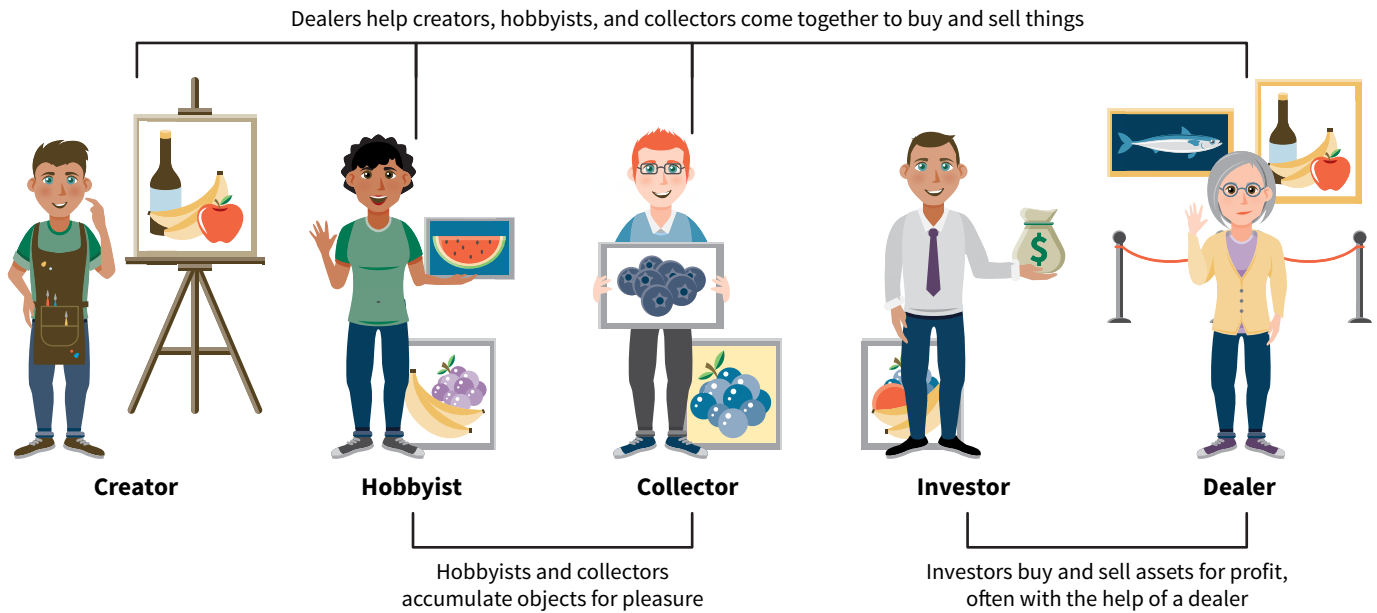 Dealers help creators, hobbyists, and collectors come together to buy and sell things
$
Creator
Hobbyist
Collector
Investor
Dealer
Hobbyists and collectors
accumulate objects for pleasure
Investors buy and sell assets for profit,
often with the help of a dealer